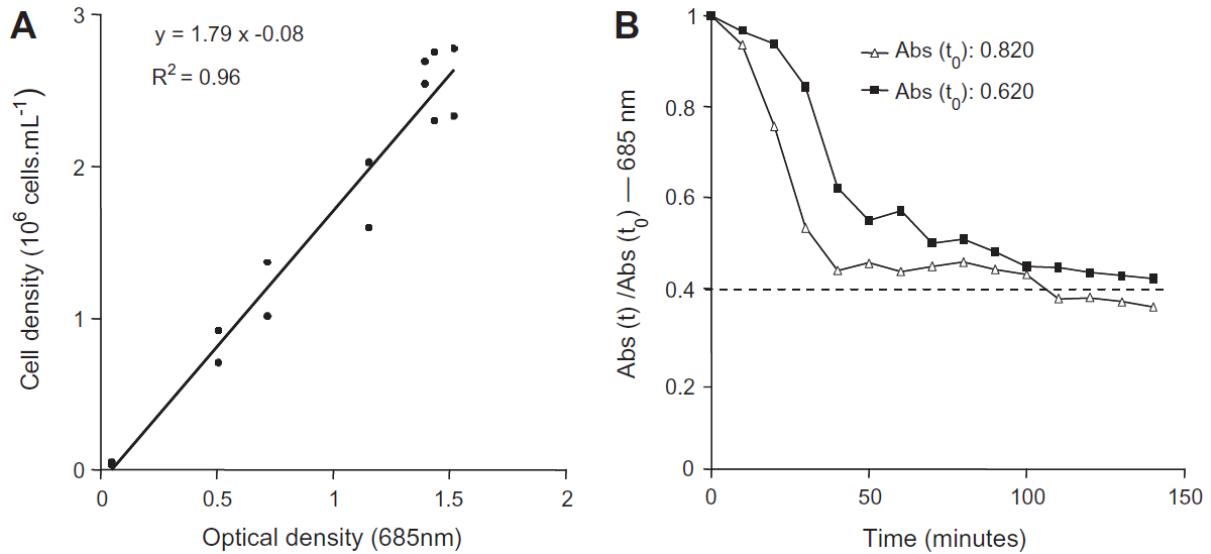 A
y = 1.79 x -0.08
R² = 0.96
3
2
1
0
Cell density (10⁶ cells.mL⁻¹)
0 0.5 1 1.5 2
Optical density (685nm)
B
Abs (t₀): 0.820
Abs (t₀): 0.620
1
0.8
0.6
0.4
0.2
0
Abs (t) /Abs (t₀) — 685 nm
0 50 100 150
Time (minutes)